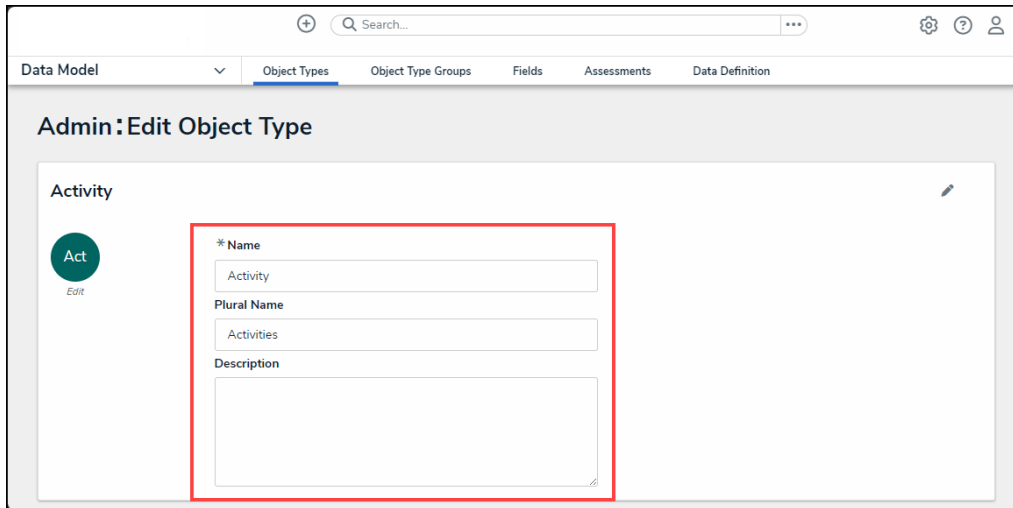 Search...
Data Model Object Types Object Type Groups Fields Assessments Data Definition
Admin:Edit Object Type
Activity
Act
Edit
*Name
Activity
Plural Name
Activities
Description